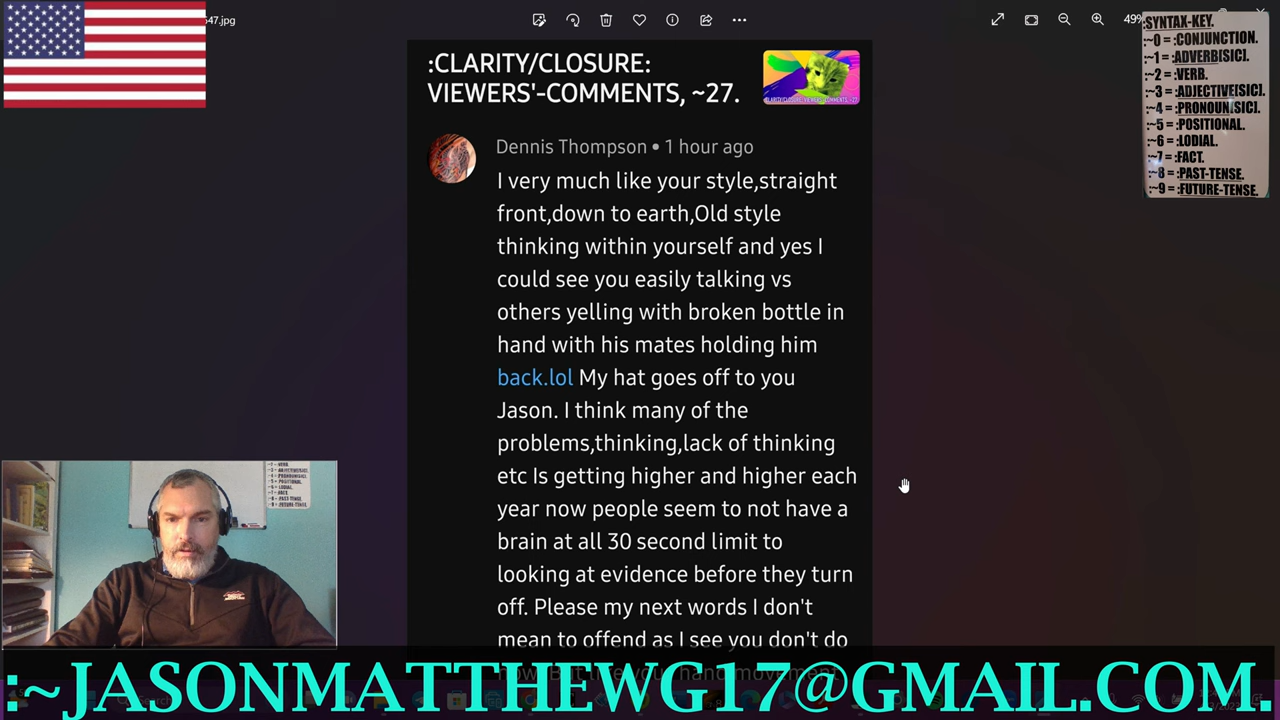 47.jpg
49%
:SYNTAX-KEY.
:~0 = :CONJUNCTION.
:~1 = :ADVERB[SIC].
:~2 = :VERB.
:~3 = :ADJECTIVE[SIC].
:~4 = :PRONOUN[SIC].
:~5 = :POSITIONAL.
:~6 = :LODIAL.
:~7 = :FACT.
:~8 = :PAST-TENSE.
:~9 = :FUTURE-TENSE.
:CLARITY/CLOSURE:
VIEWERS'-COMMENTS, ~27.
Dennis Thompson • 1 hour ago
I very much like your style,straight
front,down to earth,Old style
thinking within yourself and yes I
could see you easily talking vs
others yelling with broken bottle in
hand with his mates holding him
back.lol My hat goes off to you
Jason. I think many of the
problems,thinking,lack of thinking
etc Is getting higher and higher each
year now people seem to not have a
brain at all 30 second limit to
looking at evidence before they turn
off. Please my next words I don't
mean to offend as I see you don't do
:~JASONMATTHEWG17@GMAIL.COM.